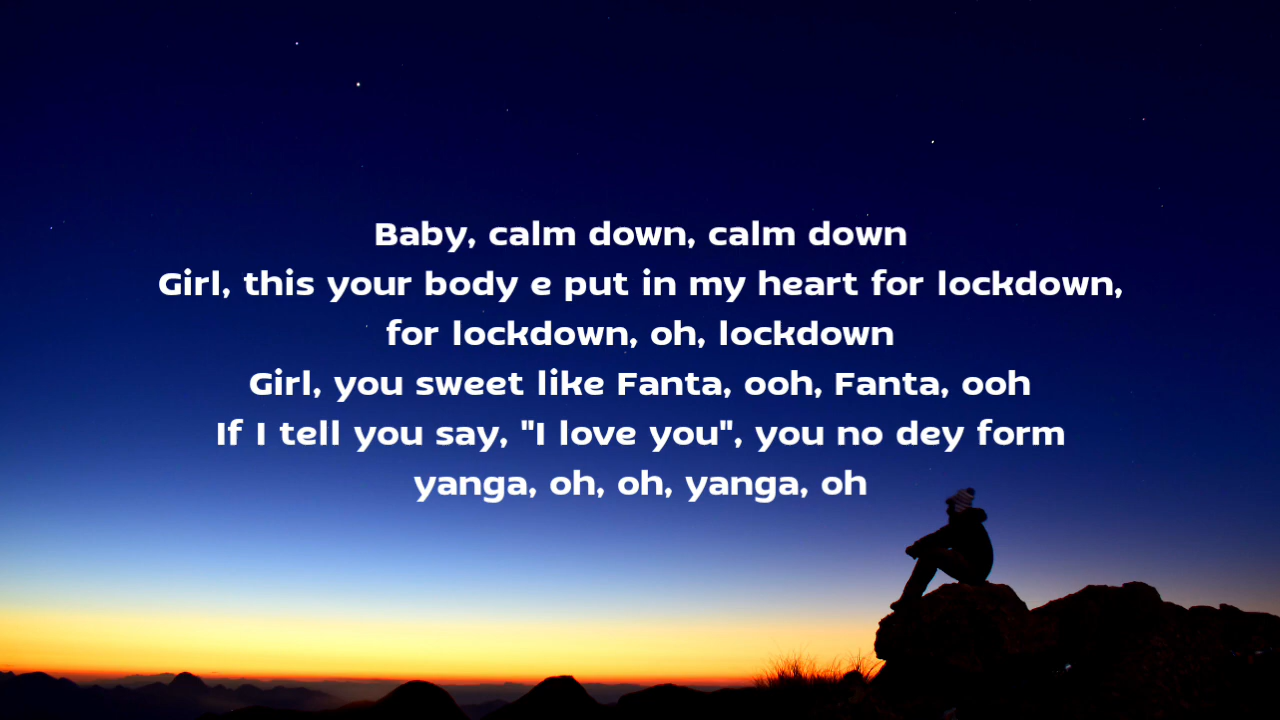 Baby, calm down, calm down
Girl, this your body e put in my heart for lockdown,
for lockdown, oh, lockdown
Girl, you sweet like Fanta, ooh, Fanta, ooh
If I tell you say, "I love you", you no dey form
yanga, oh, oh, yanga, oh